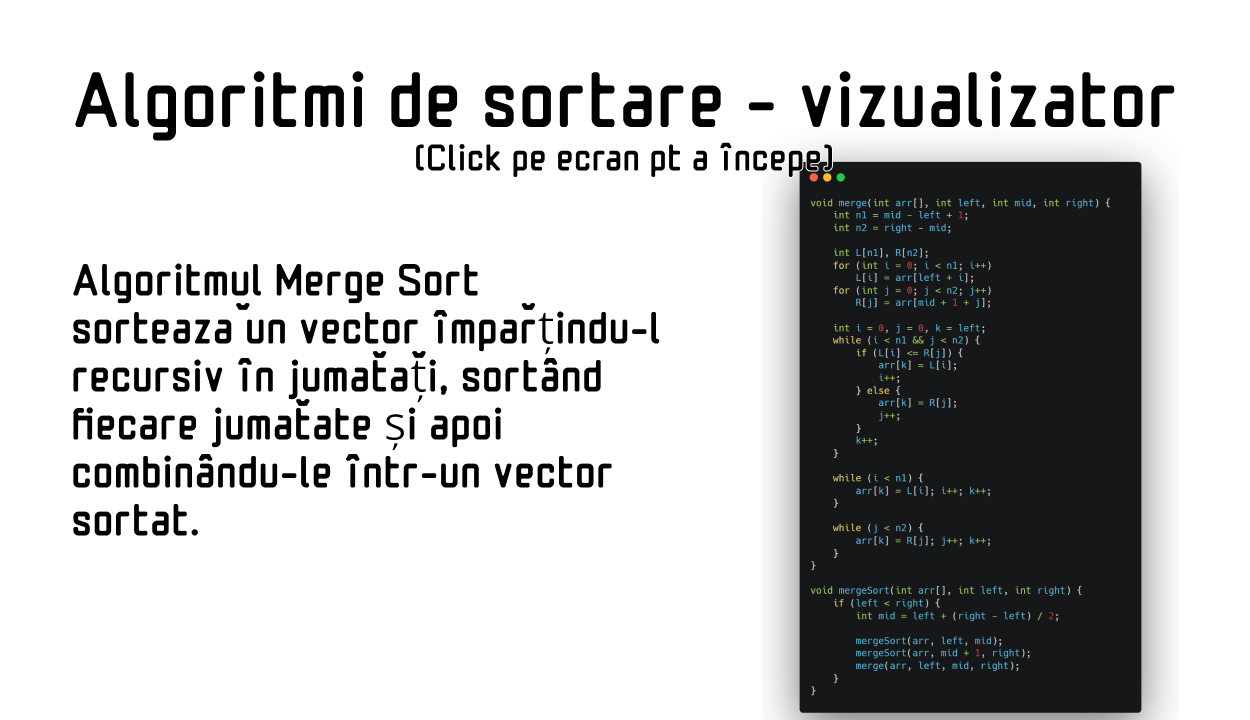 Algoritmi de sortare - vizualizator
(Click pe ecran pt a începe)
Algoritmul Merge Sort
sortează un vector împărțindu-l
recursiv în jumătăți, sortând
fiecare jumătate și apoi
combinându-le într-un vector
sortat.
void merge(int arr[], int left, int mid, int right) {
    int n1 = mid - left + 1;
    int n2 = right - mid;
    int L[n1], R[n2];
    for (int i = 0; i < n1; i++)
        L[i] = arr[left + i];
    for (int j = 0; j < n2; j++)
        R[j] = arr[mid + 1 + j];
    int i = 0, j = 0, k = left;
    while (i < n1 && j < n2) {
        if (L[i] <= R[j]) {
            arr[k] = L[i];
            i++;
        } else {
            arr[k] = R[j];
            j++;
        }
        k++;
    }
    while (i < n1) {
        arr[k] = L[i]; i++; k++;
    }
    while (j < n2) {
        arr[k] = R[j]; j++; k++;
    }
}
void mergeSort(int arr[], int left, int right) {
    if (left < right) {
        int mid = left + (right - left) / 2;
        mergeSort(arr, left, mid);
        mergeSort(arr, mid + 1, right);
        merge(arr, left, mid, right);
    }
}